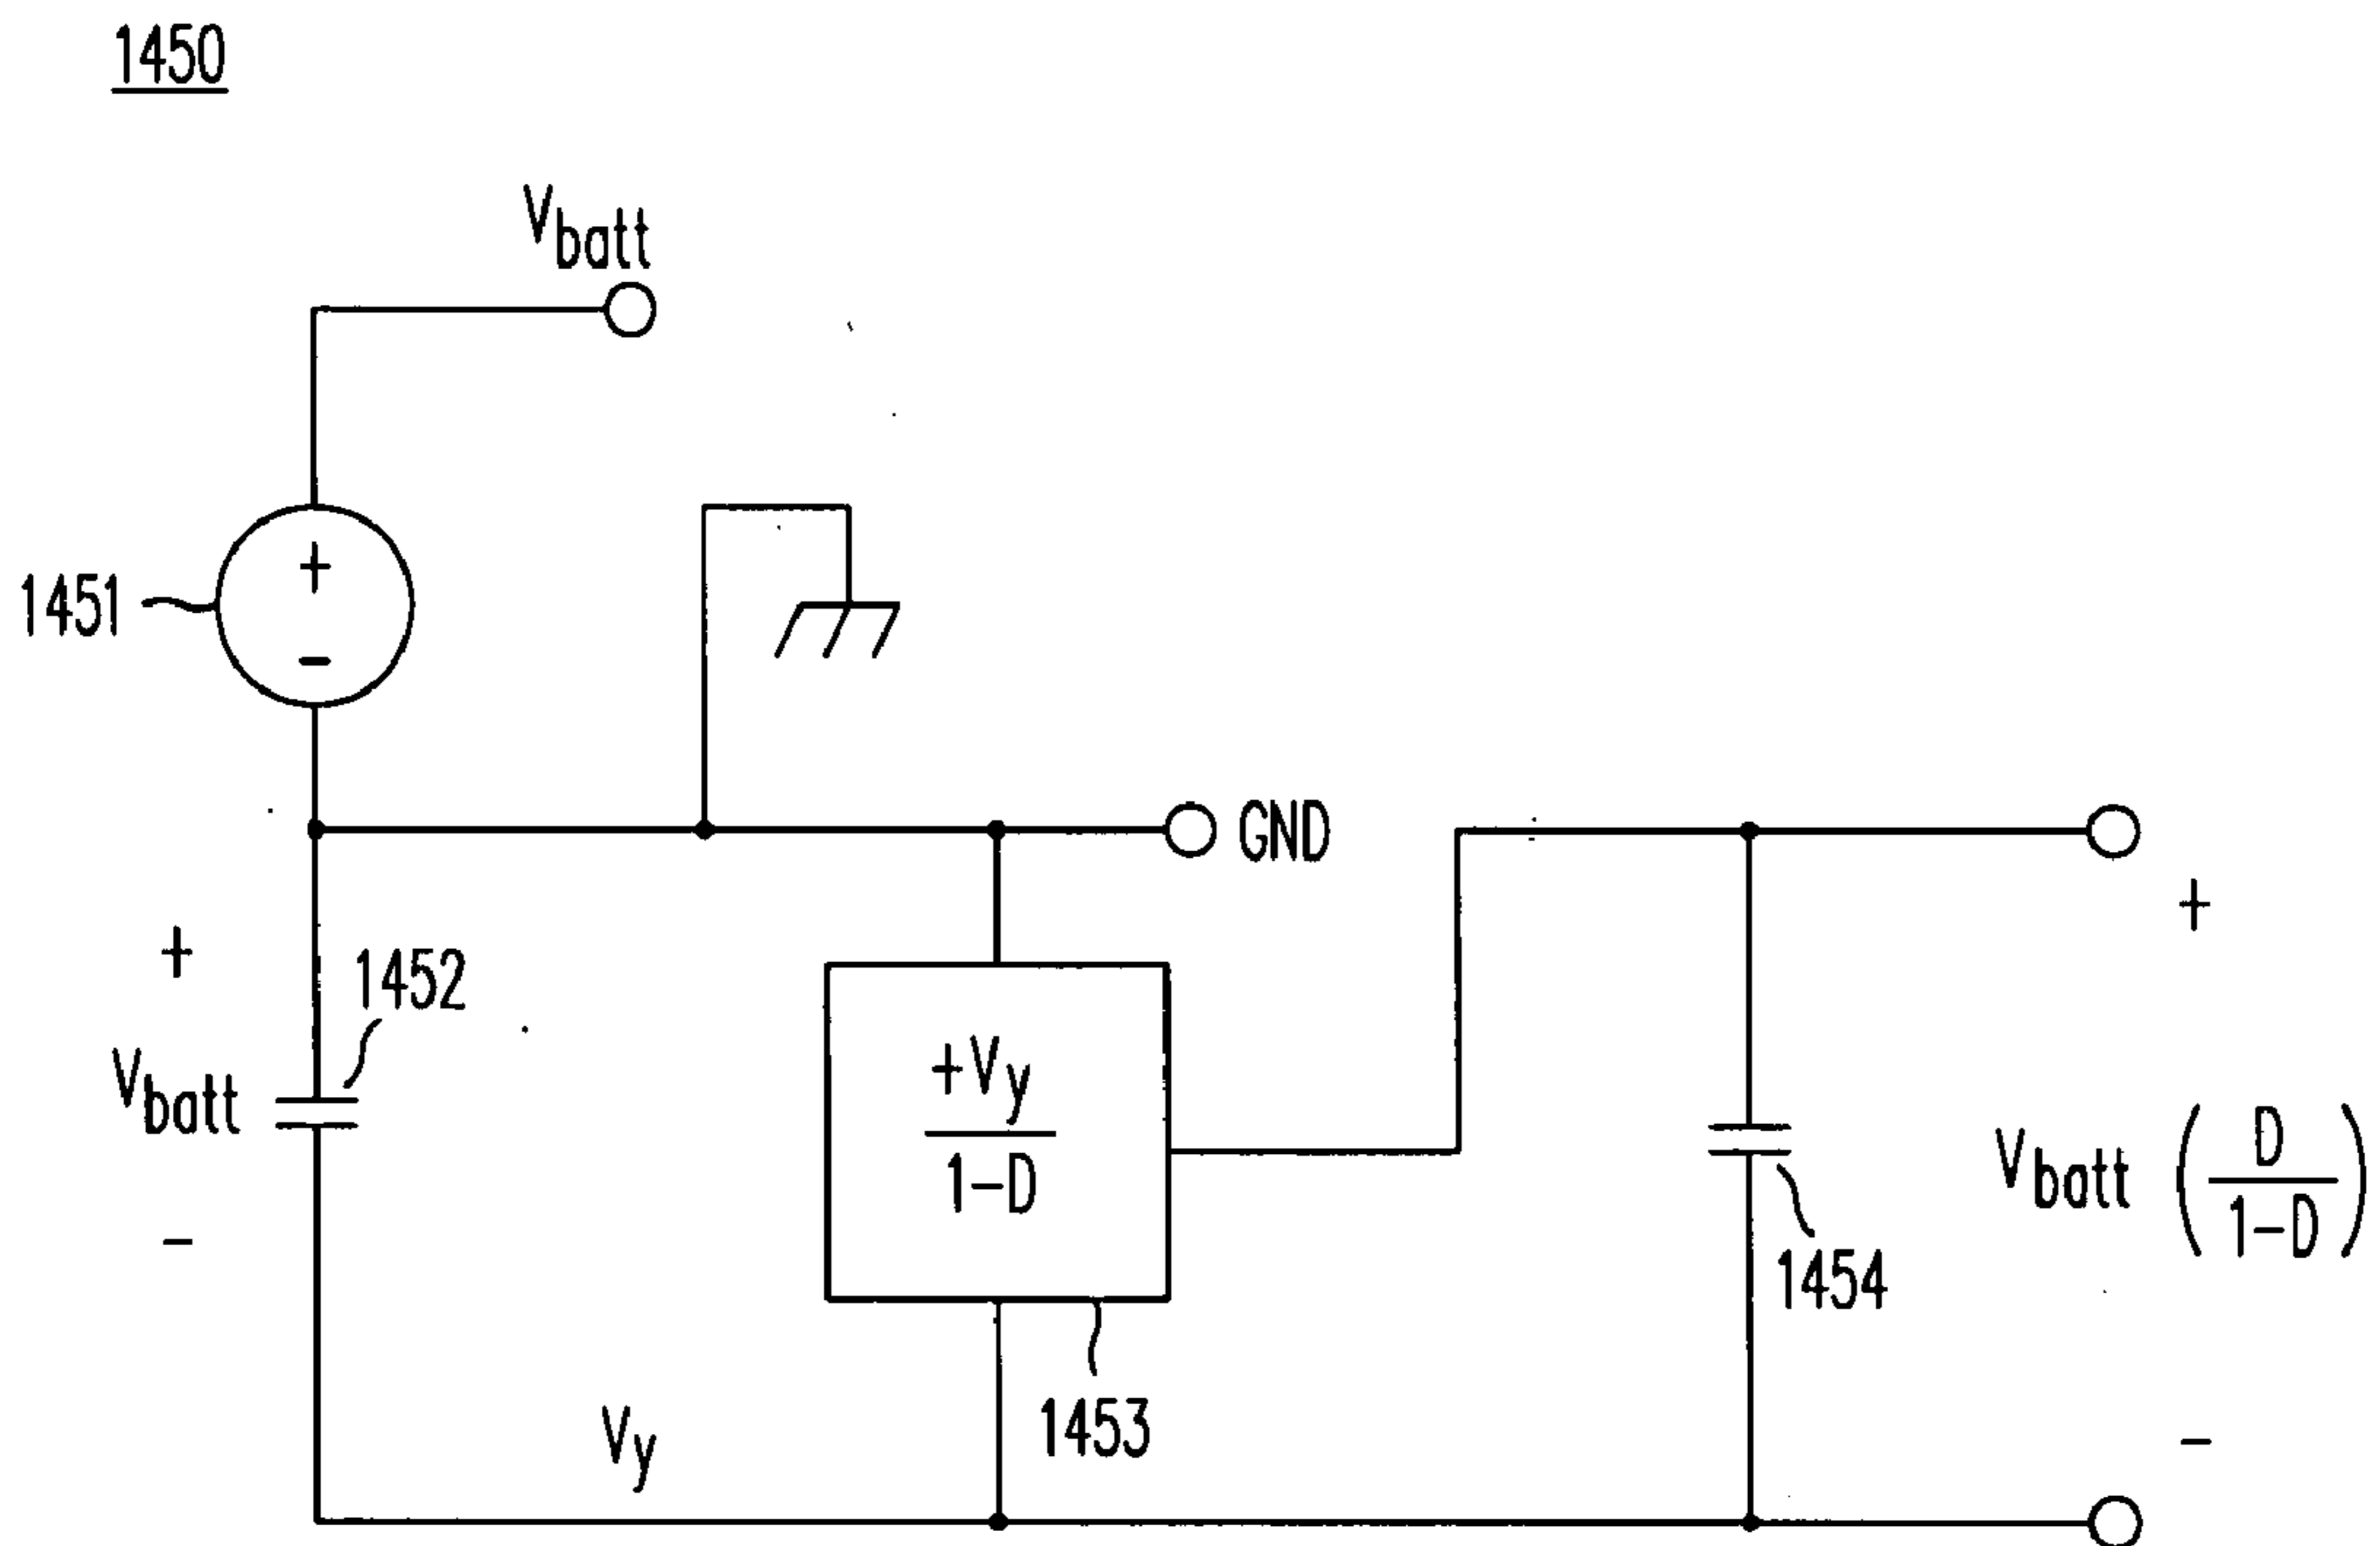 1450
Vbatt
+
1451
-
GND
+
+
1452
Vbatt
+Vy
1-D
Vbatt (D/1-D)
-
1454
1453
Vy
-